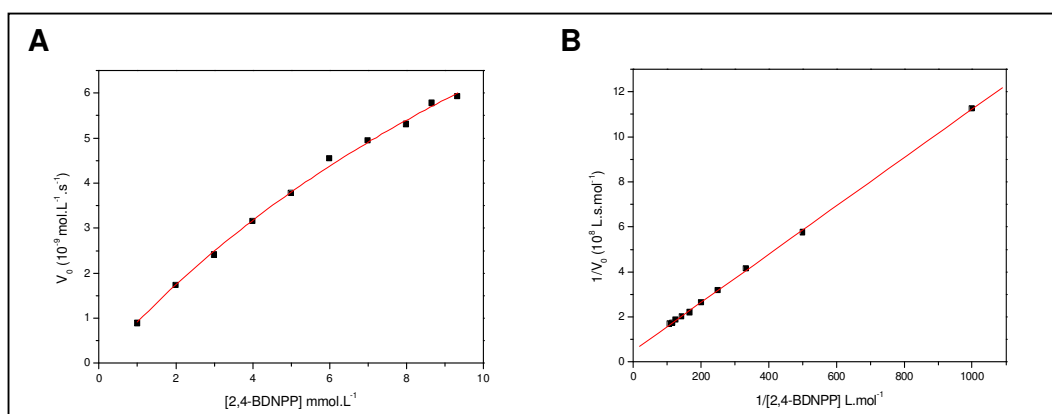 A
6
5
4
3
2
1
0
V₀ (10⁻⁹ mol.L⁻¹.s⁻¹)
0 2 4 6 8 10
[2,4-BDNPP] mmol.L⁻¹
B
12
10
8
6
4
2
0
1/V₀ (10⁸ L.s.mol⁻¹)
0 200 400 600 800 1000
1/[2,4-BDNPP] L.mol⁻¹